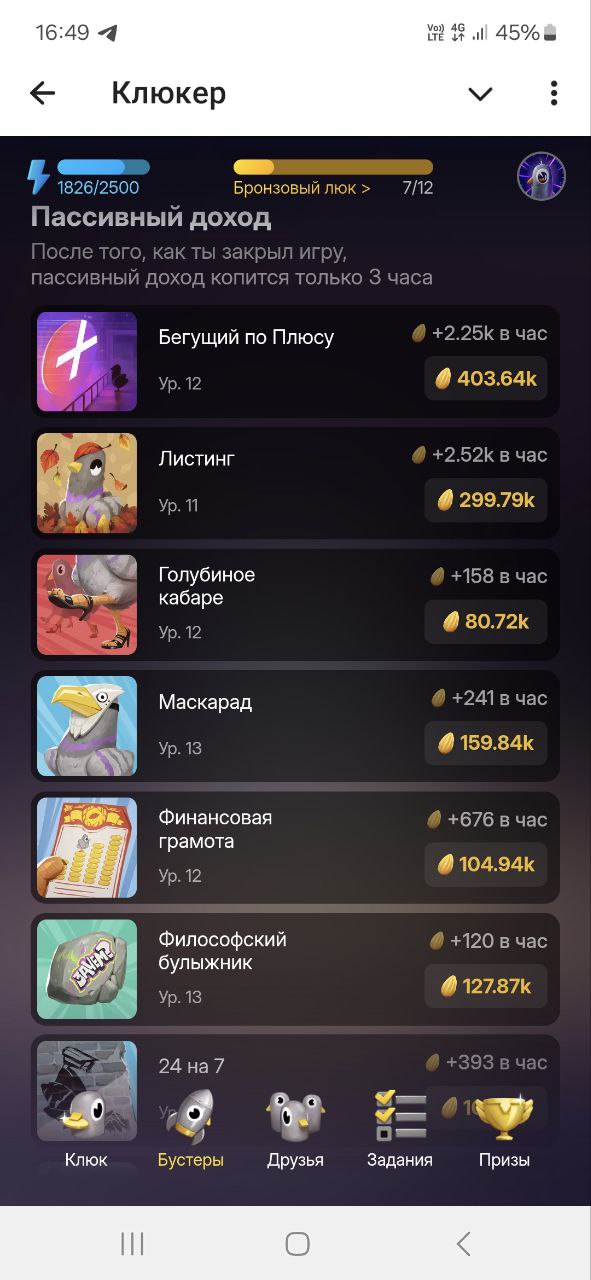 16:49
Vo)) LTE 4G 45%
Клюкер
1826/2500
Бронзовый люк > 7/12
Пассивный доход
После того, как ты закрыл игру,
пассивный доход копится только 3 часа
Бегущий по Плюсу
+2.25k в час
Ур. 12
403.64k
Листинг
+2.52k в час
Ур. 11
299.79k
Голубиное
кабаре
+158 в час
Ур. 12
80.72k
Маскарад
+241 в час
Ур. 13
159.84k
Финансовая
грамота
+676 в час
Ур. 12
104.94k
Философский
булыжник
+120 в час
Ур. 13
127.87k
ЗАЧЕМ?
24 на 7
+393 в час
Клюк
Бустеры
Друзья
Задания
Призы